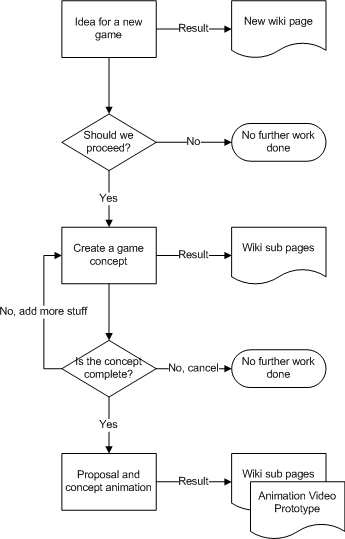 Idea for a new
game
Result
New wiki page
Should we
proceed?
No
No further work
done
Yes
Create a game
concept
Result
Wiki sub pages
No, add more stuff
Is the concept
complete?
No, cancel
No further work
done
Yes
Proposal and
concept animation
Result
Wiki sub pages
Animation Video
Prototype